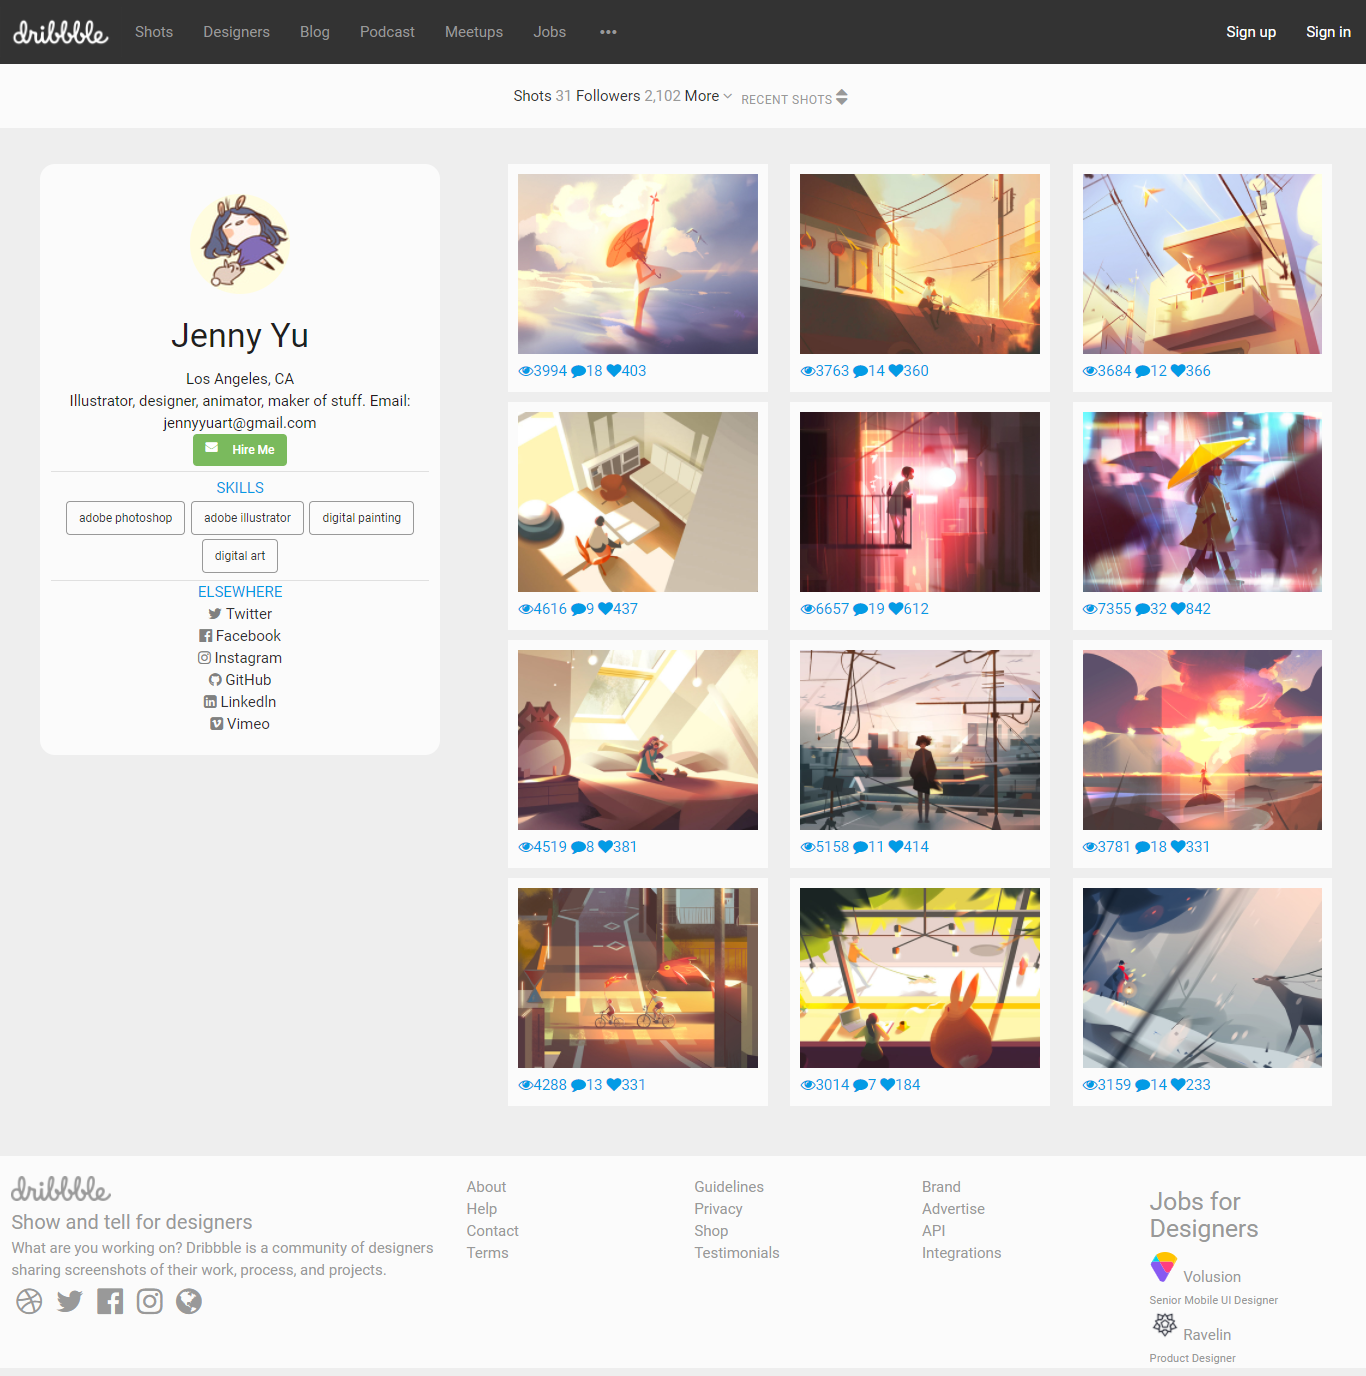 dribbble Shots Designers Blog Podcast Meetups Jobs ••• Sign up Sign in
Shots 31 Followers 2,102 More RECENT SHOTS
Jenny Yu
Los Angeles, CA
Illustrator, designer, animator, maker of stuff. Email:
jennyyuart@gmail.com
Hire Me
SKILLS
adobe photoshop adobe illustrator digital painting
digital art
ELSEWHERE
Twitter
Facebook
Instagram
GitHub
LinkedIn
Vimeo
3994 18 403
3763 14 360
3684 12 366
4616 9 437
6657 19 612
7355 32 842
4519 8 381
5158 11 414
3781 18 331
4288 13 331
3014 7 184
3159 14 233
dribbble
Show and tell for designers
What are you working on? Dribbble is a community of designers
sharing screenshots of their work, process, and projects.
About
Help
Contact
Terms
Guidelines
Privacy
Shop
Testimonials
Brand
Advertise
API
Integrations
Jobs for
Designers
Volusion
Senior Mobile UI Designer
Ravelin
Product Designer